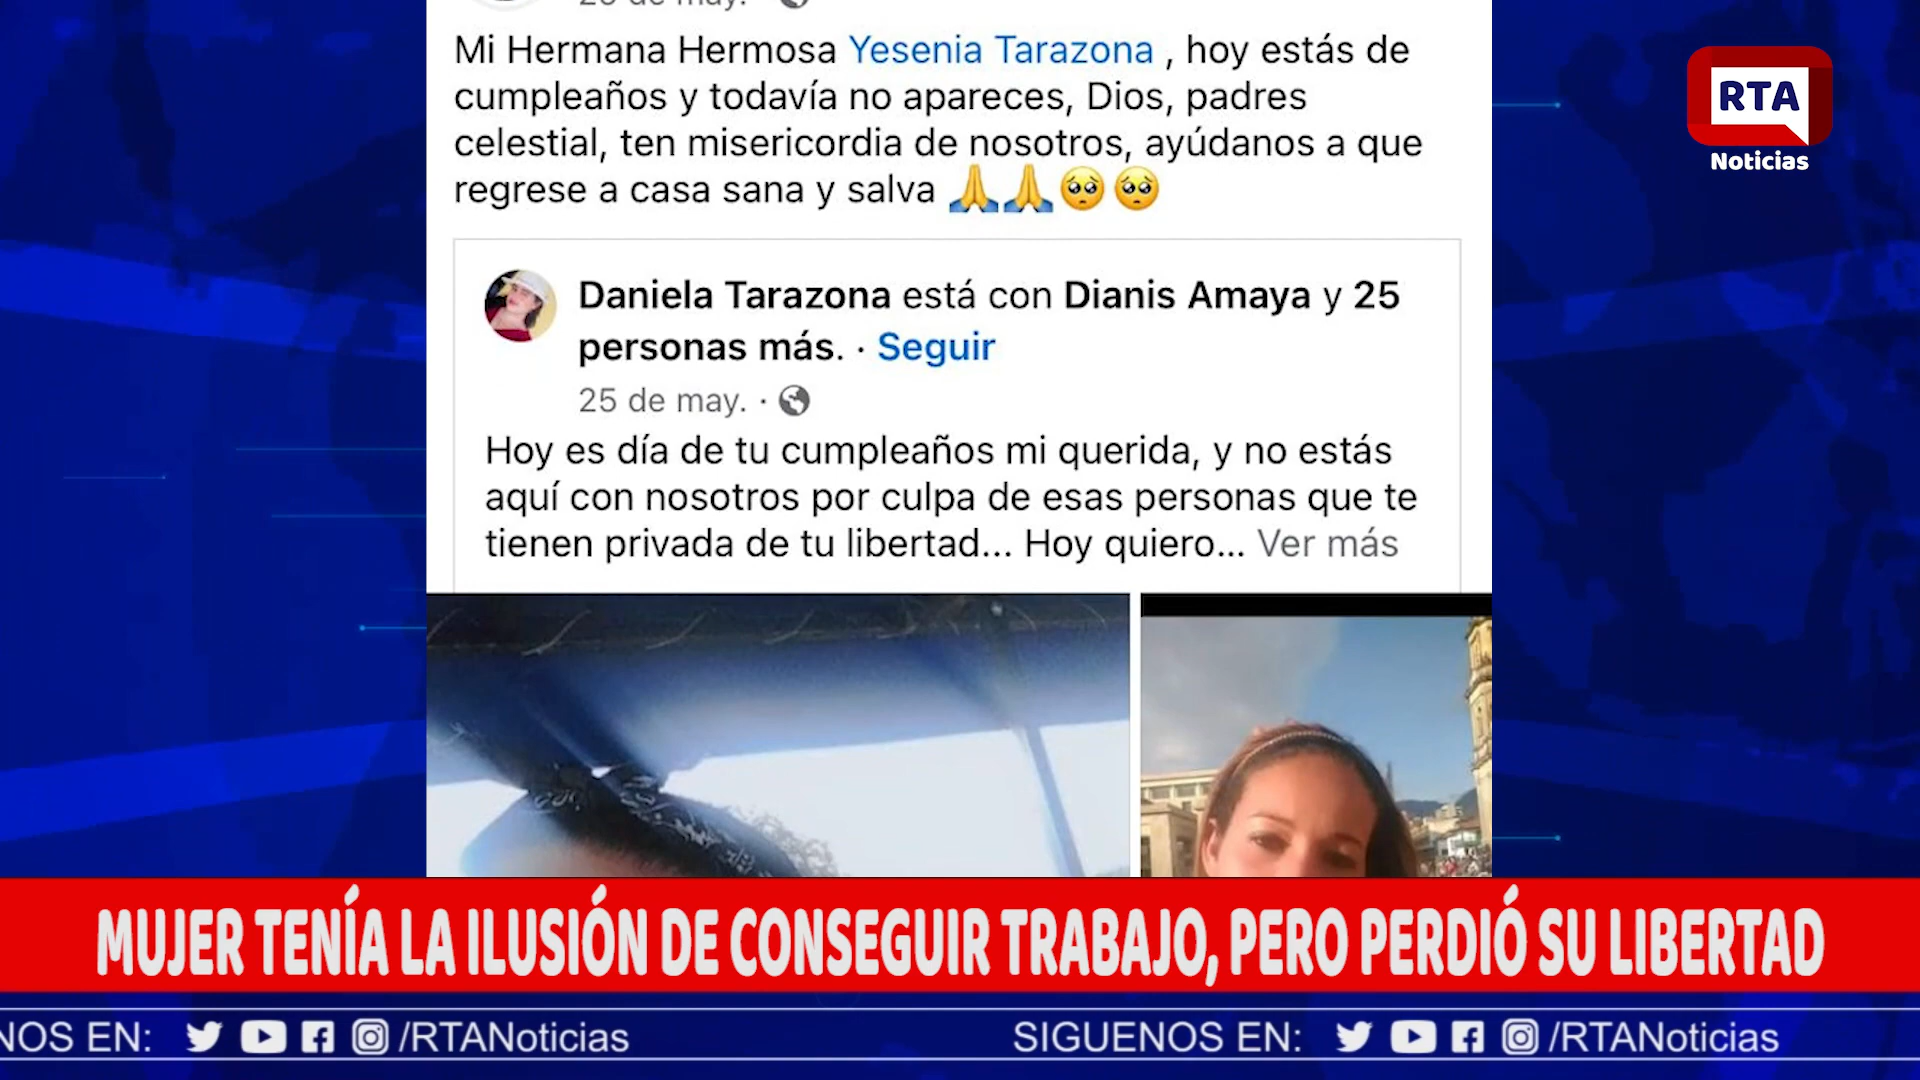 Mi Hermana Hermosa Yesenia Tarazona , hoy estás de
cumpleaños y todavía no apareces, Dios, padres
celestial, ten misericordia de nosotros, ayúdanos a que
regrese a casa sana y salva 🙏🙏🥺🥺
Daniela Tarazona está con Dianis Amaya y 25
personas más. · Seguir
25 de may. ·
Hoy es día de tu cumpleaños mi querida, y no estás
aquí con nosotros por culpa de esas personas que te
tienen privada de tu libertad... Hoy quiero... Ver más
RTA
Noticias
MUJER TENÍA LA ILUSIÓN DE CONSEGUIR TRABAJO, PERO PERDIÓ SU LIBERTAD
NOS EN: /RTANoticias SIGUENOS EN: /RTANoticias